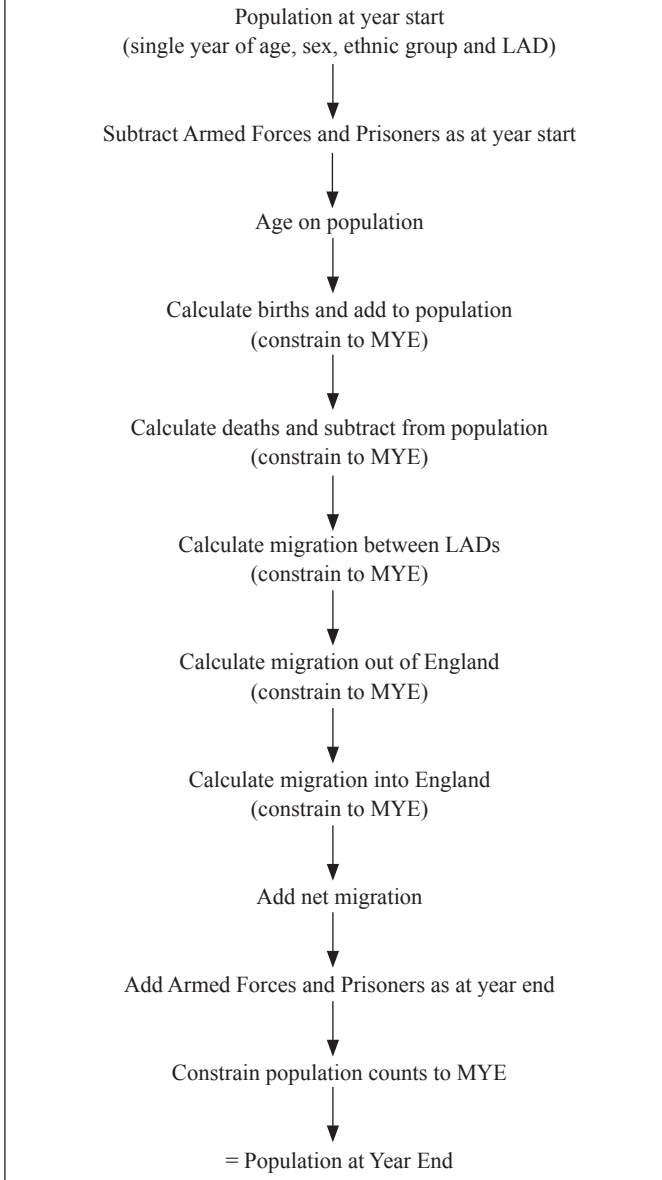 Population at year start
(single year of age, sex, ethnic group and LAD)
Subtract Armed Forces and Prisoners as at year start
Age on population
Calculate births and add to population
(constrain to MYE)
Calculate deaths and subtract from population
(constrain to MYE)
Calculate migration between LADs
(constrain to MYE)
Calculate migration out of England
(constrain to MYE)
Calculate migration into England
(constrain to MYE)
Add net migration
Add Armed Forces and Prisoners as at year end
Constrain population counts to MYE
= Population at Year End